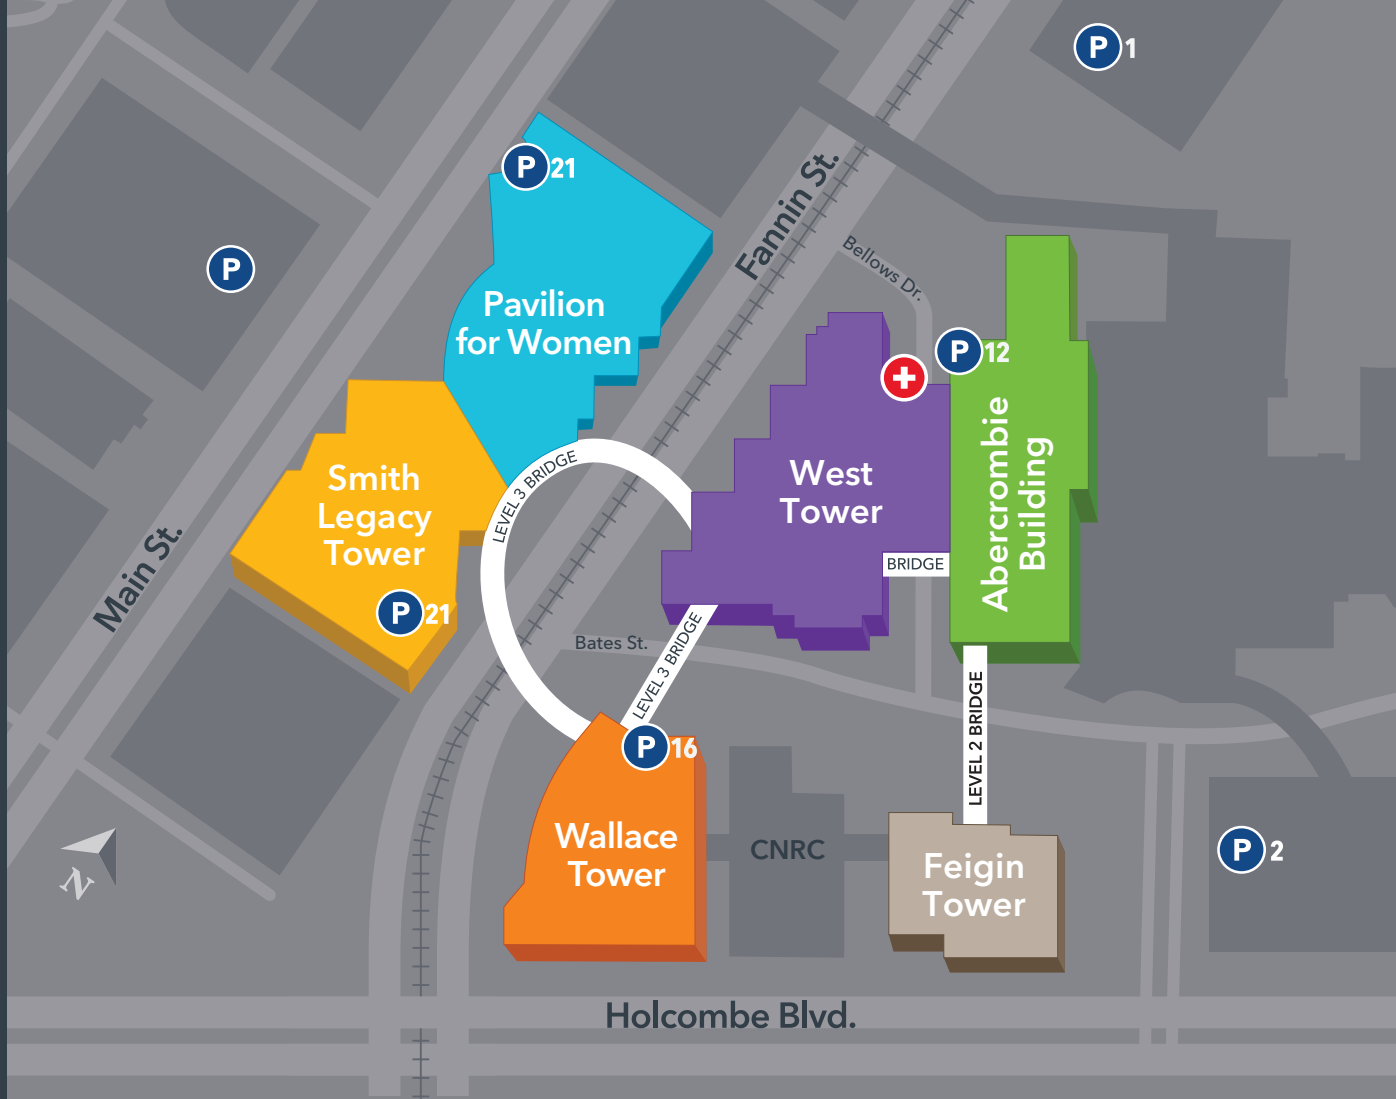 P 1
P 21
Fannin St.
P
Bellows Dr.
Pavilion
for Women
P 12
Abercrombie
Building
West
Tower
LEVEL 3 BRIDGE
Smith
Legacy
Tower
P 21
Main St.
BRIDGE
Bates St.
LEVEL 3 BRIDGE
LEVEL 2 BRIDGE
P 16
Wallace
Tower
CNRC
Feigin
Tower
P 2
N
Holcombe Blvd.